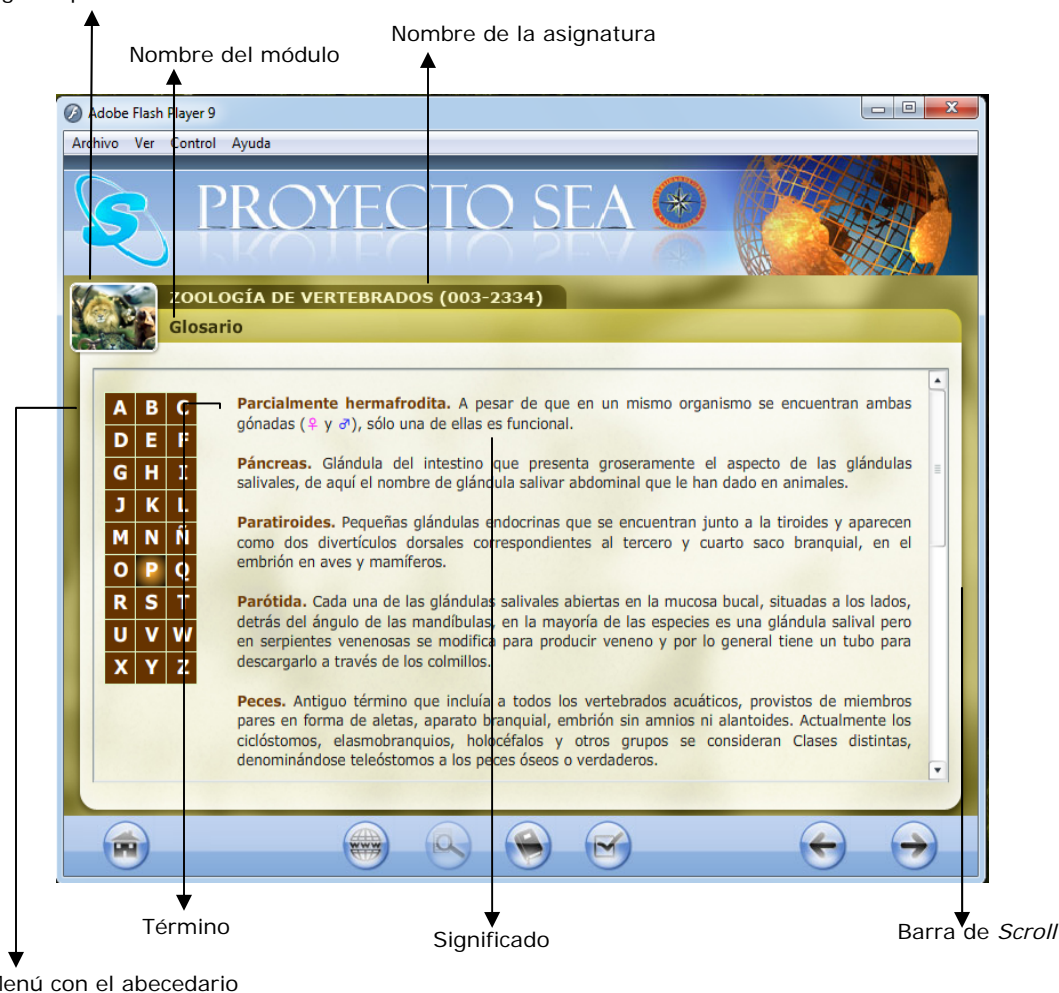 Nombre de la asignatura
Nombre del módulo
Adobe Flash Player 9
Archivo Ver Control Ayuda
S PROYECTO SEA
ZOOLOGÍA DE VERTEBRADOS (003-2334)
Glosario
A B C
D E F
G H I
J K L
M N Ñ
O P Q
R S T
U V W
X Y Z
Parcialmente hermafrodita. A pesar de que en un mismo organismo se encuentran ambas
gónadas (♀ y ♂), sólo una de ellas es funcional.
Páncreas. Glándula del intestino que presenta groseramente el aspecto de las glándulas
salivales, de aquí el nombre de glándula salivar abdominal que le han dado en animales.
Paratiroides. Pequeñas glándulas endocrinas que se encuentran junto a la tiroides y aparecen
como dos divertículos dorsales correspondientes al tercero y cuarto saco branquial, en el
embrión en aves y mamíferos.
Parótida. Cada una de las glándulas salivales abiertas en la mucosa bucal, situadas a los lados,
detrás del ángulo de las mandíbulas, en la mayoría de las especies es una glándula salival pero
en serpientes venenosas se modifica para producir veneno y por lo general tiene un tubo para
descargarlo a través de los colmillos.
Peces. Antiguo término que incluía a todos los vertebrados acuáticos, provistos de miembros
pares en forma de aletas, aparato branquial, embrión sin amnios ni alantoides. Actualmente los
ciclóstomos, elasmobranquios, holocéfalos y otros grupos se consideran Clases distintas,
denominándose teleóstomos a los peces óseos o verdaderos.
www
Término
Significado
Barra de Scroll
con el abecedario